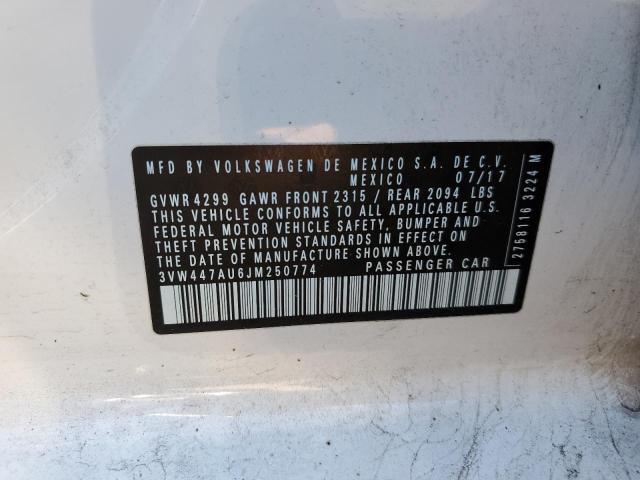 MFD BY VOLKSWAGEN DE MEXICO S.A. DE C.V.
MEXICO 07/17
GVWR 4299 GAWR FRONT 2315 / REAR 2094 LBS
THIS VEHICLE CONFORMS TO ALL APPLICABLE U.S.
FEDERAL MOTOR VEHICLE SAFETY, BUMPER AND
THEFT PREVENTION STANDARDS IN EFFECT ON
THE DATE OF MANUFACTURE SHOWN ABOVE.
3VW447AU6JM250774 PASSENGER CAR
2758116 3224 M